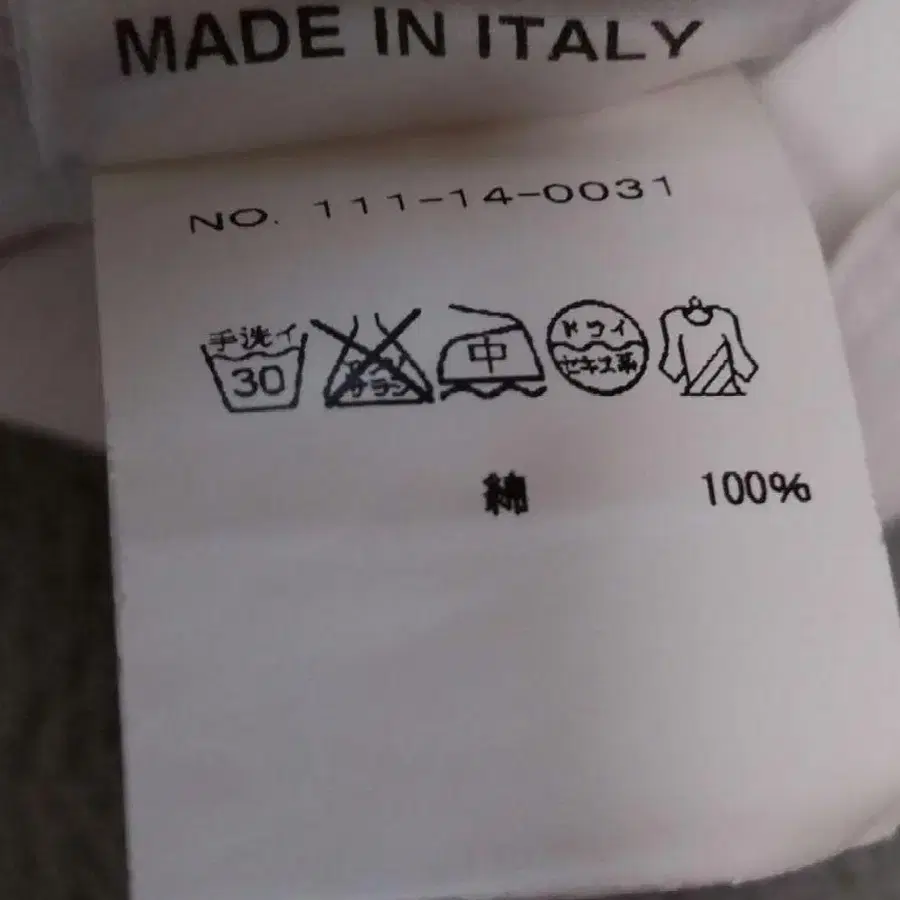 MADE IN ITALY
NO. 111-14-0031
手洗イ
30
中
ドライ
セキユ系
綿 100%